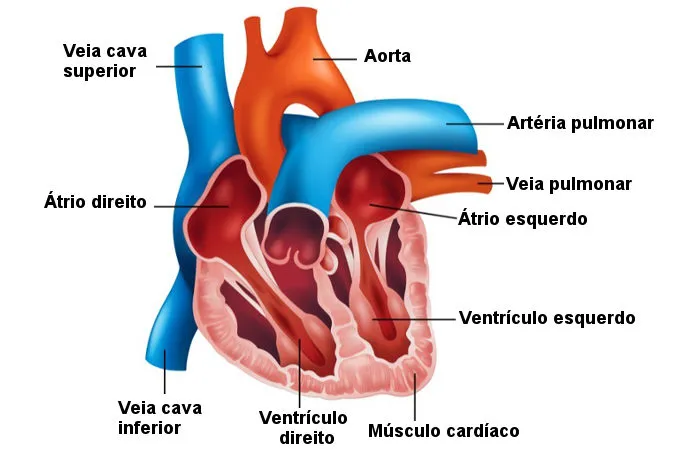 Veia cava
superior
Aorta
Artéria pulmonar
Veia pulmonar
Átrio direito
Átrio esquerdo
Ventrículo esquerdo
Veia cava
inferior
Ventrículo
direito
Músculo cardíaco